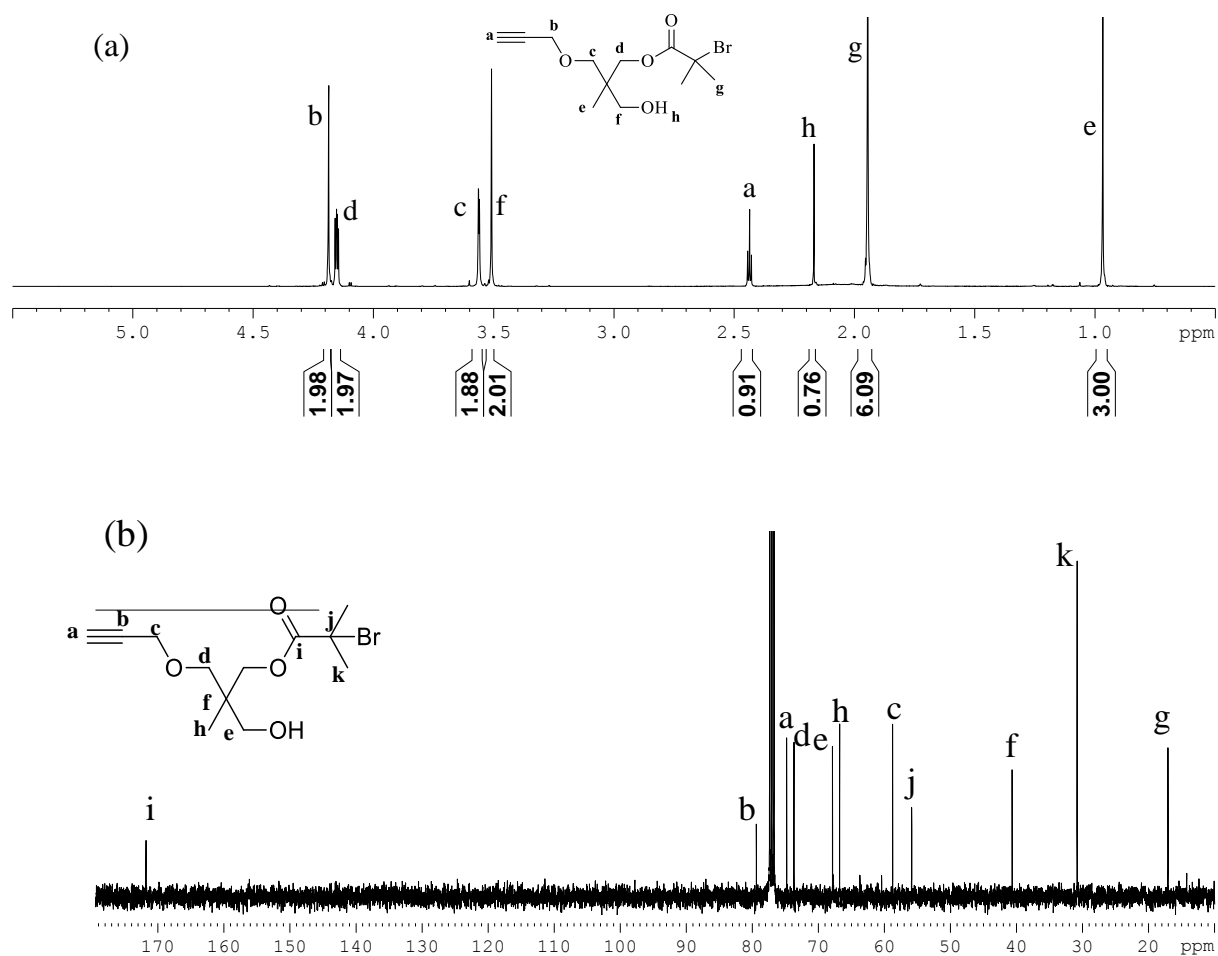 (a)
a
b
O
c
d
O
O
Br
g
e
f
OH
h
b
d
c
f
a
h
g
e
5.0 4.5 4.0 3.5 3.0 2.5 2.0 1.5 1.0 ppm
1.98 1.97 1.88 2.01 0.91 0.76 6.09 3.00
(b)
a
b
c
O
d
O
O
i
j
Br
k
f
h
e
OH
i
b
a
d
e
h
c
j
f
k
g
170 160 150 140 130 120 110 100 90 80 70 60 50 40 30 20 ppm